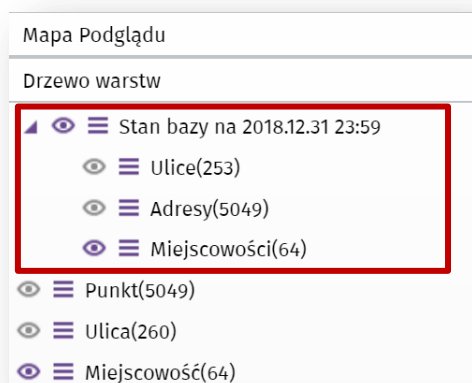 Mapa Podglądu
Drzewo warstw
Stan bazy na 2018.12.31 23:59
Ulice(253)
Adresy(5049)
Miejscowości(64)
Punkt(5049)
Ulica(260)
Miejscowość(64)